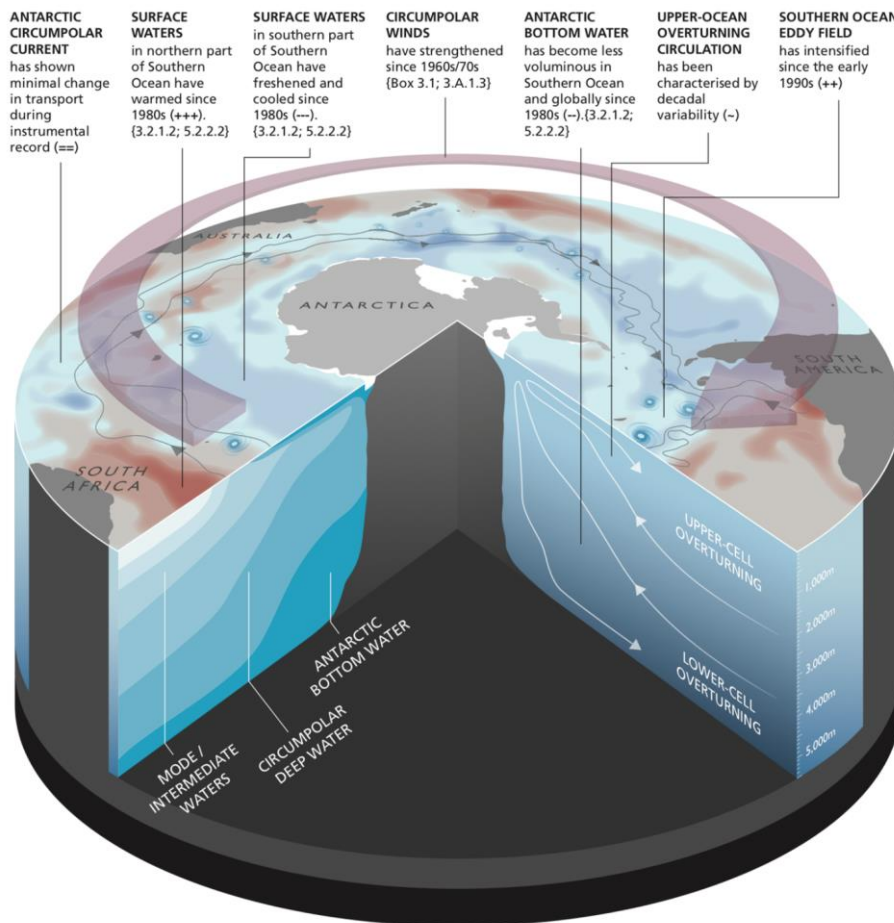 ANTARCTIC
CIRCUMPOLAR
CURRENT
has shown
minimal change
in transport
during
instrumental
record (==)
SURFACE
WATERS
in northern part
of Southern
Ocean have
warmed since
1980s (+++).
{3.2.1.2; 5.2.2.2}
SURFACE WATERS
in southern part
of Southern
Ocean have
freshened and
cooled since
1980s (---).
{3.2.1.2; 5.2.2.2}
CIRCUMPOLAR
WINDS
have strengthened
since 1960s/70s
{Box 3.1; 3.A.1.3}
ANTARCTIC
BOTTOM WATER
has become less
voluminous in
Southern Ocean
and globally since
1980s (--).{3.2.1.2;
5.2.2.2}
UPPER-OCEAN
OVERTURNING
CIRCULATION
has been
characterised by
decadal
variability (~)
SOUTHERN OCEAN
EDDY FIELD
has intensified
since the early
1990s (++)
AUSTRALIA
ANTARCTICA
SOUTH
AMERICA
SOUTH
AFRICA
UPPER-CELL
OVERTURNING
LOWER-CELL
OVERTURNING
1,000m
2,000m
3,000m
4,000m
5,000m
ANTARCTIC
BOTTOM WATER
CIRCUMPOLAR
DEEP WATER
MODE /
INTERMEDIATE
WATERS